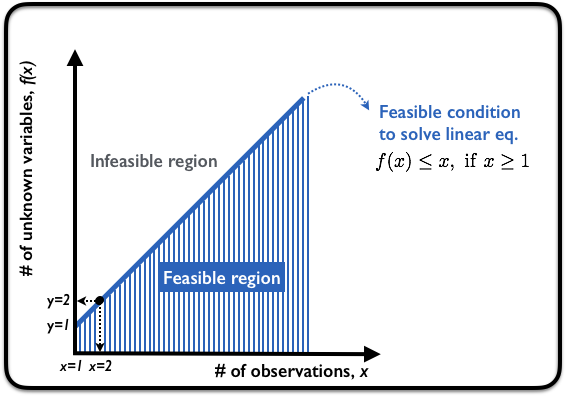 # of unknown variables, f(x)
Infeasible region
Feasible condition
to solve linear eq.
f(x) ≤ x, if x ≥ 1
Feasible region
y=2
y=1
x=1 x=2
# of observations, x